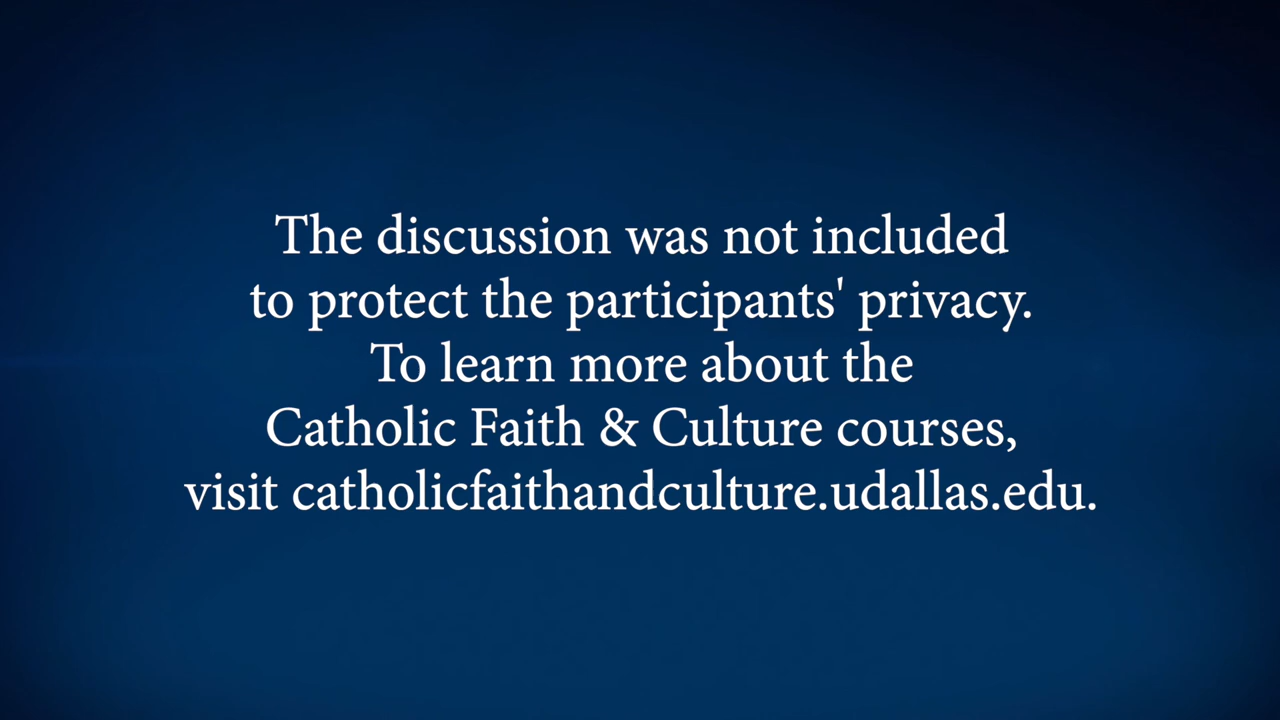 The discussion was not included
to protect the participants' privacy.
To learn more about the
Catholic Faith & Culture courses,
visit catholicfaithandculture.udallas.edu.